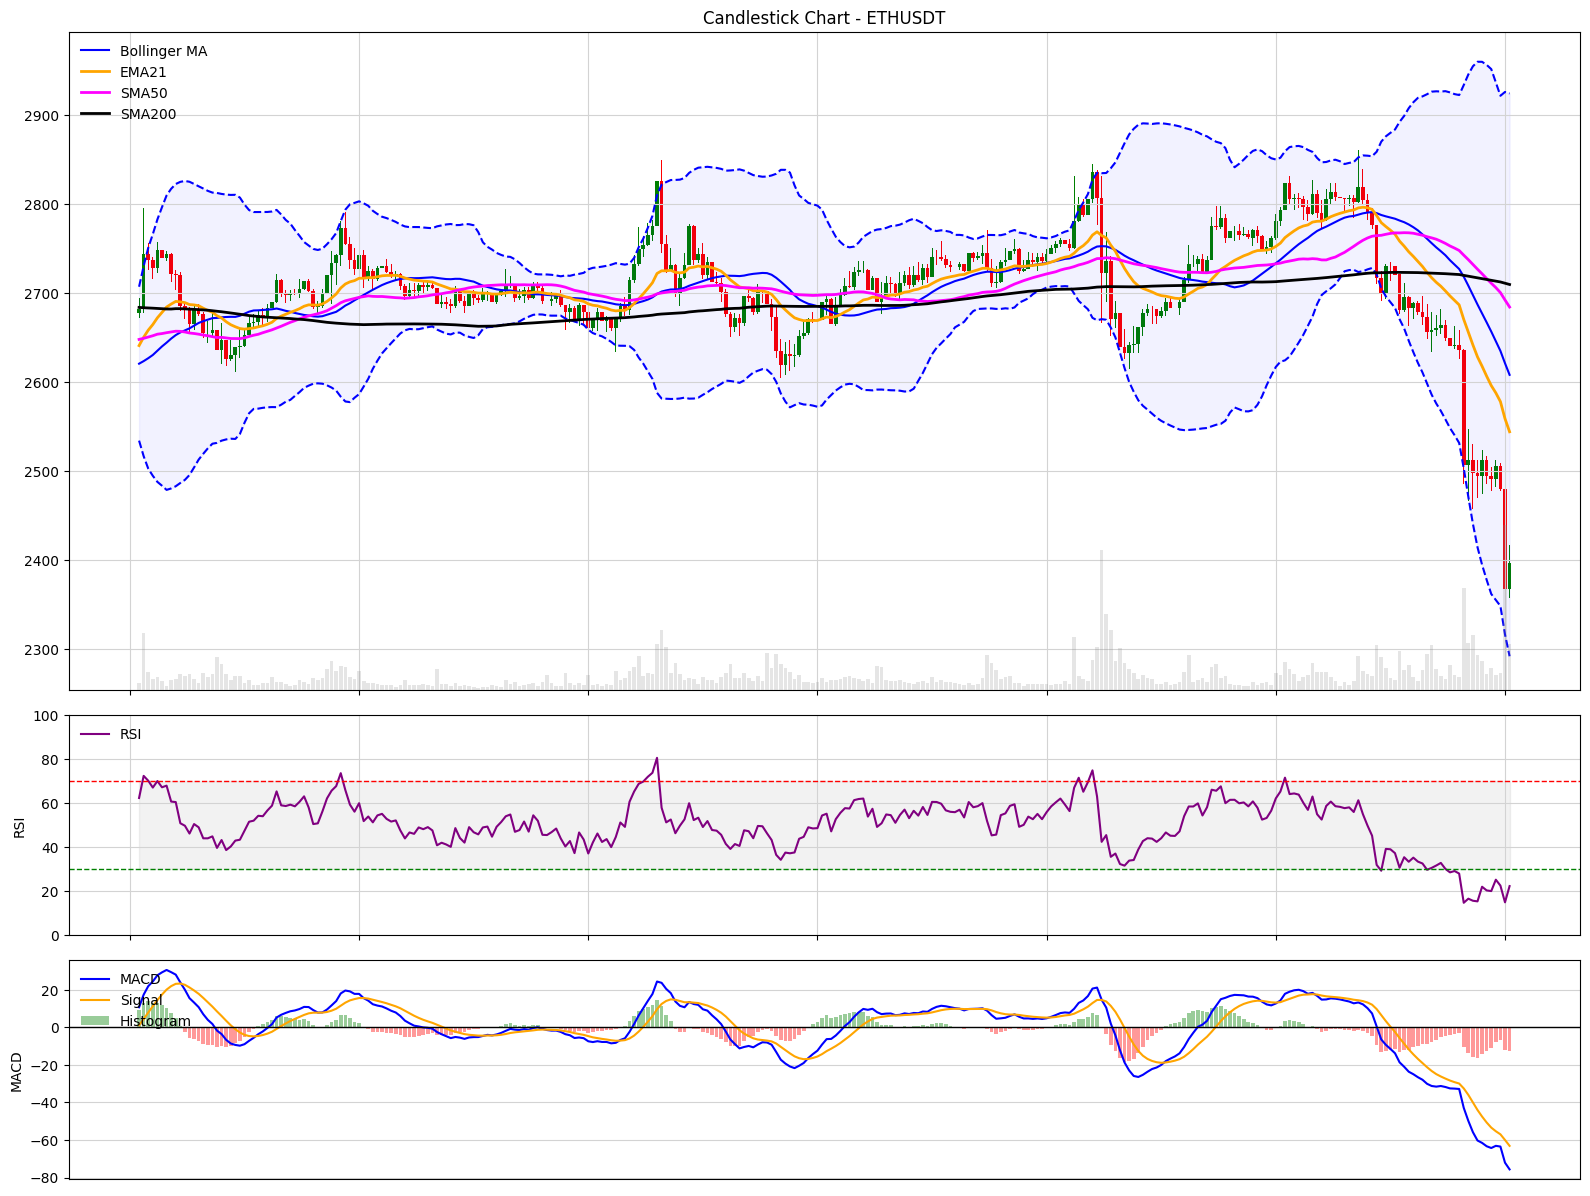 Candlestick Chart - ETHUSDT
Bollinger MA
EMA21
SMA50
SMA200
2900
2800
2700
2600
2500
2400
2300
RSI
100
80
60
40
20
0
RSI
MACD
Signal
Histogram
20
0
−20
−40
−60
−80
MACD